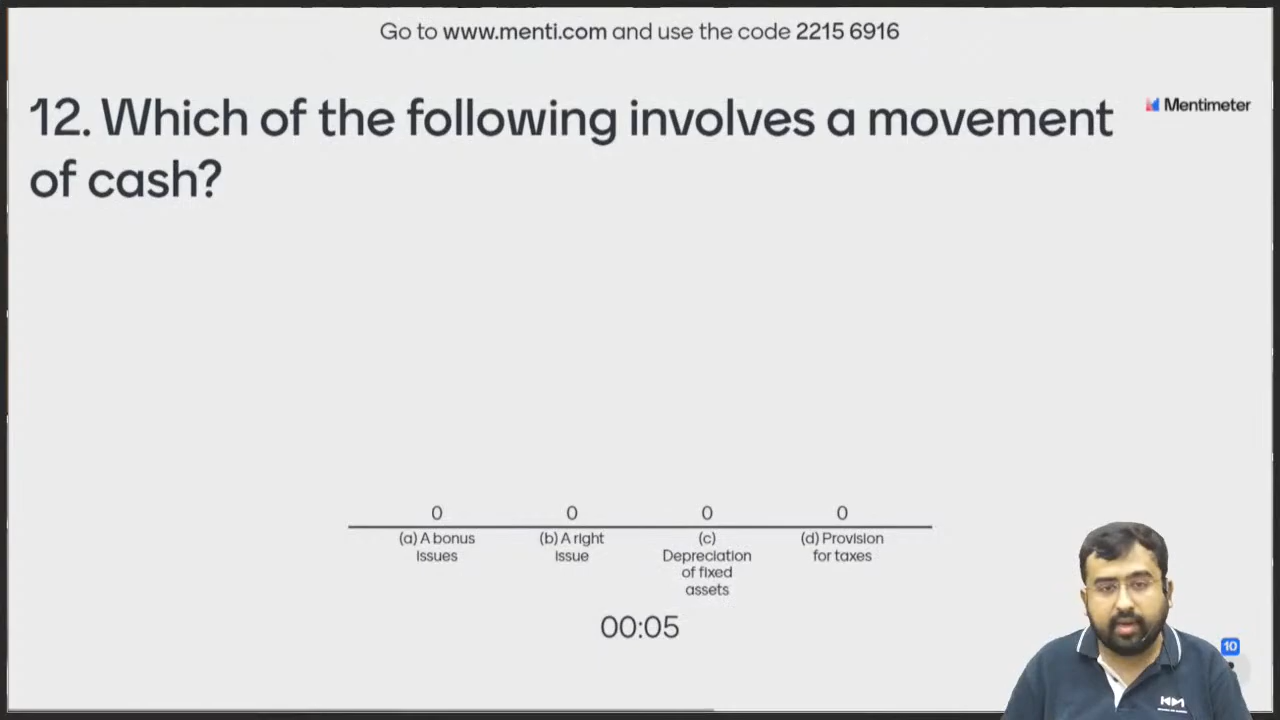 Go to www.menti.com and use the code 2215 6916
12. Which of the following involves a movement
of cash?
Mentimeter
0
0
0
0
(a) A bonus
issues
(b) A right
issue
(c)
Depreciation
of fixed
assets
(d) Provision
for taxes
00:05
10